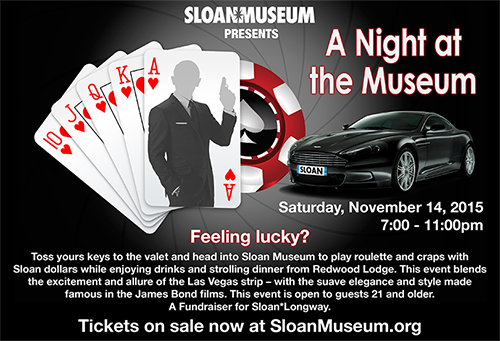 SLOAN MUSEUM
PRESENTS
A Night at
the Museum
10 J Q K A
A
SLOAN
Saturday, November 14, 2015
7:00 - 11:00pm
Feeling lucky?
Toss yours keys to the valet and head into Sloan Museum to play roulette and craps with
Sloan dollars while enjoying drinks and strolling dinner from Redwood Lodge. This event blends
the excitement and allure of the Las Vegas strip – with the suave elegance and style made
famous in the James Bond films. This event is open to guests 21 and older.
A Fundraiser for Sloan*Longway.
Tickets on sale now at SloanMuseum.org